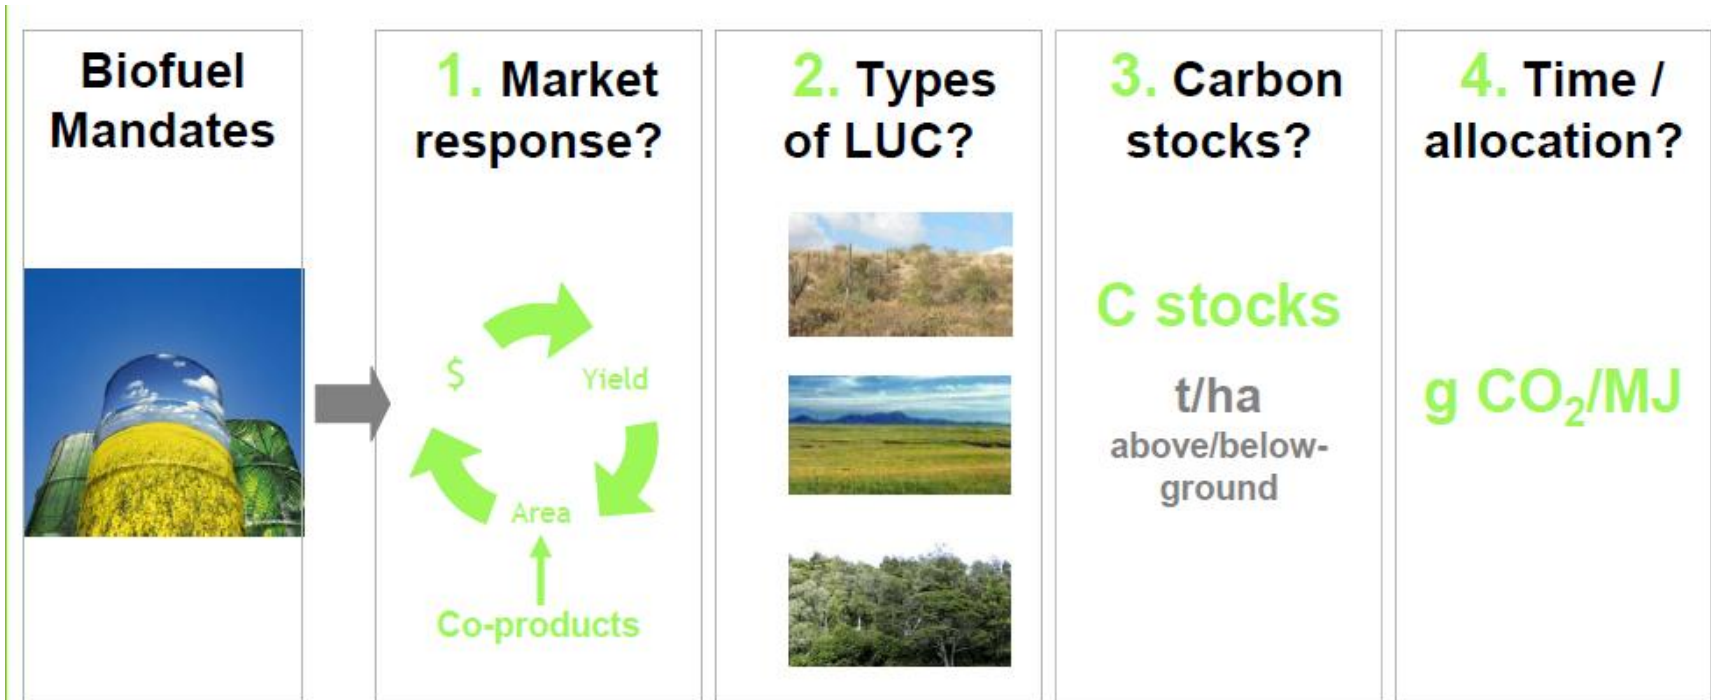 Biofuel
Mandates
1. Market
response?
$
Yield
Area
Co-products
2. Types
of LUC?
3. Carbon
stocks?
C stocks
t/ha
above/below-
ground
4. Time /
allocation?
g CO₂/MJ